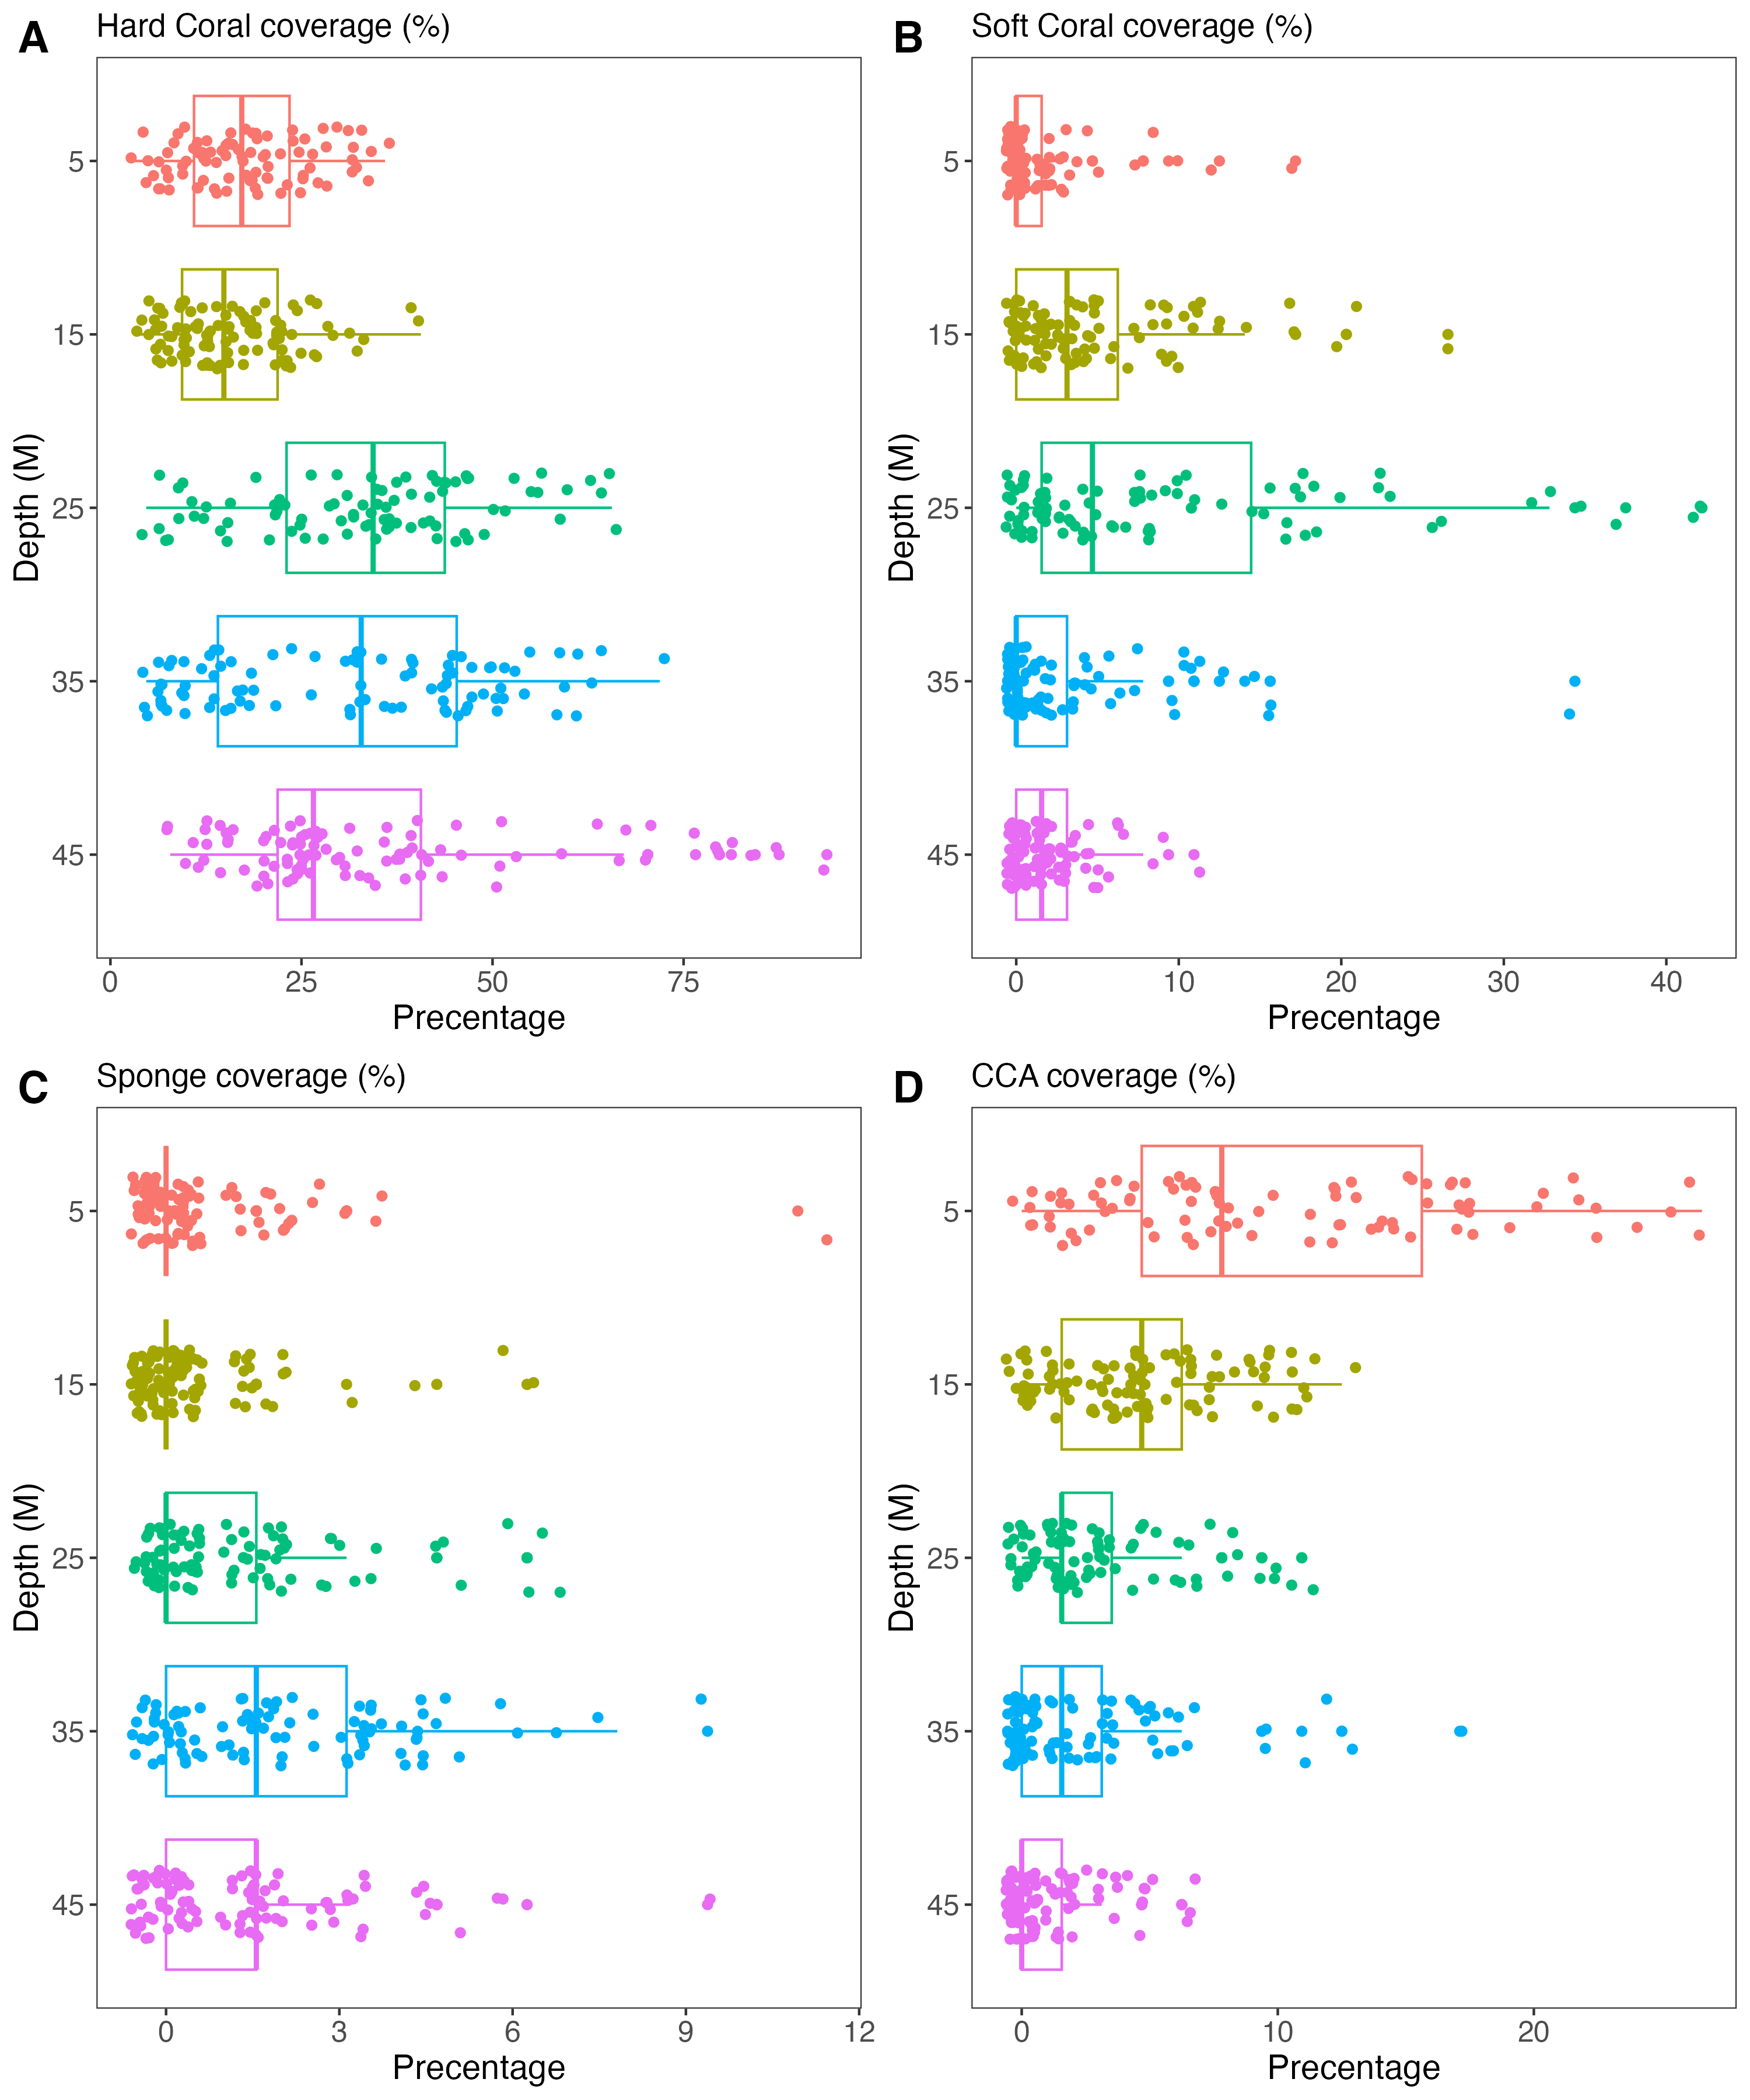 A Hard Coral coverage (%)
Depth (M)
5
15
25
35
45
0 25 50 75
Precentage
B Soft Coral coverage (%)
Depth (M)
5
15
25
35
45
0 10 20 30 40
Precentage
C Sponge coverage (%)
Depth (M)
5
15
25
35
45
0 3 6 9 12
Precentage
D CCA coverage (%)
Depth (M)
5
15
25
35
45
0 10 20
Precentage